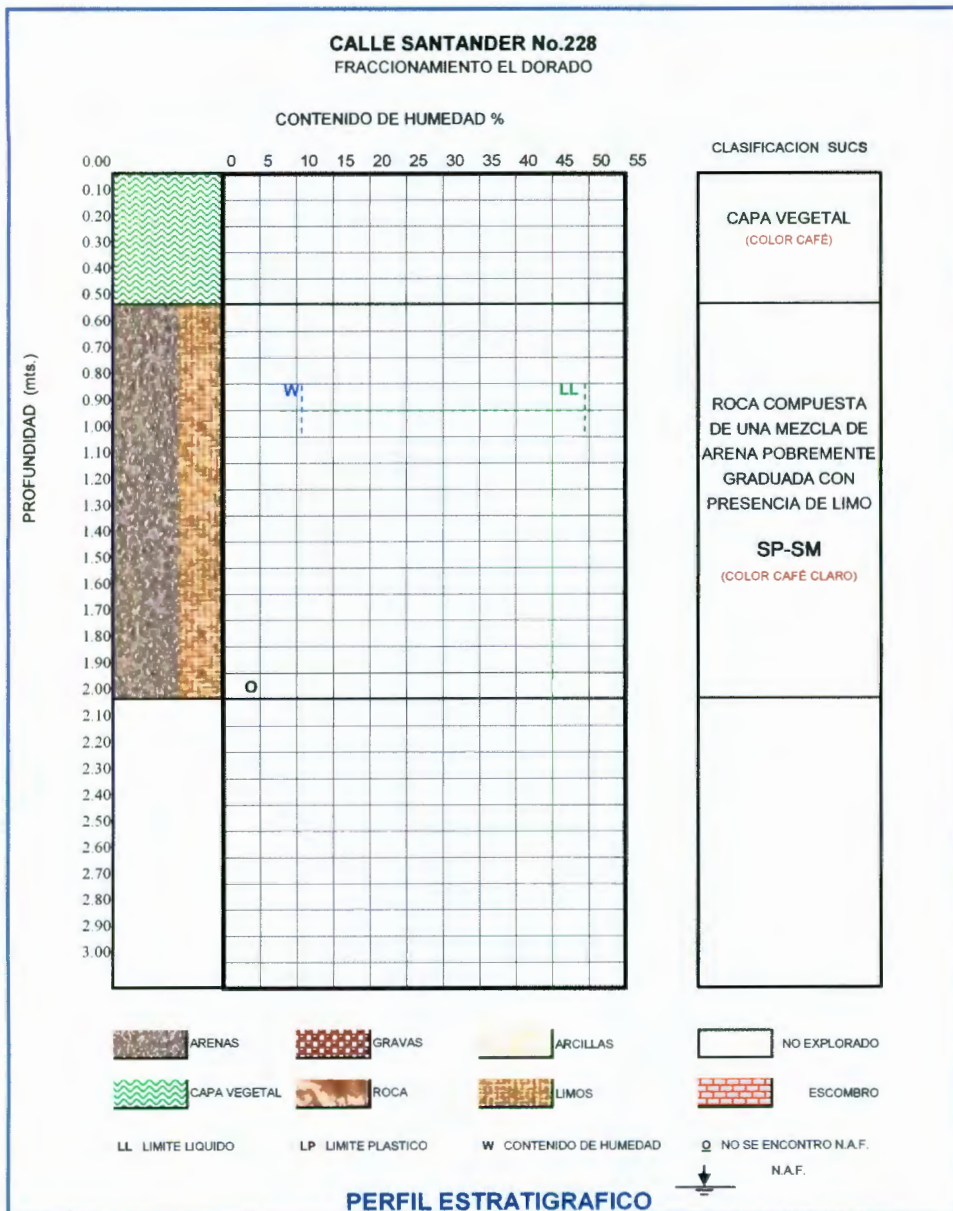 CALLE SANTANDER No.228
FRACCIONAMIENTO EL DORADO
CONTENIDO DE HUMEDAD %
0 5 10 15 20 25 30 35 40 45 50 55
CLASIFICACION SUCS
PROFUNDIDAD (mts.)
0.00
0.10
0.20
0.30
0.40
0.50
0.60
0.70
0.80
0.90
1.00
1.10
1.20
1.30
1.40
1.50
1.60
1.70
1.80
1.90
2.00
2.10
2.20
2.30
2.40
2.50
2.60
2.70
2.80
2.90
3.00
W
LL
O
CAPA VEGETAL
(COLOR CAFÉ)
ROCA COMPUESTA
DE UNA MEZCLA DE
ARENA POBREMENTE
GRADUADA CON
PRESENCIA DE LIMO
SP-SM
(COLOR CAFÉ CLARO)
ARENAS
GRAVAS
ARCILLAS
NO EXPLORADO
CAPA VEGETAL
ROCA
LIMOS
ESCOMBRO
LL LIMITE LIQUIDO
LP LIMITE PLASTICO
W CONTENIDO DE HUMEDAD
O NO SE ENCONTRO N.A.F.
N.A.F.
PERFIL ESTRATIGRAFICO